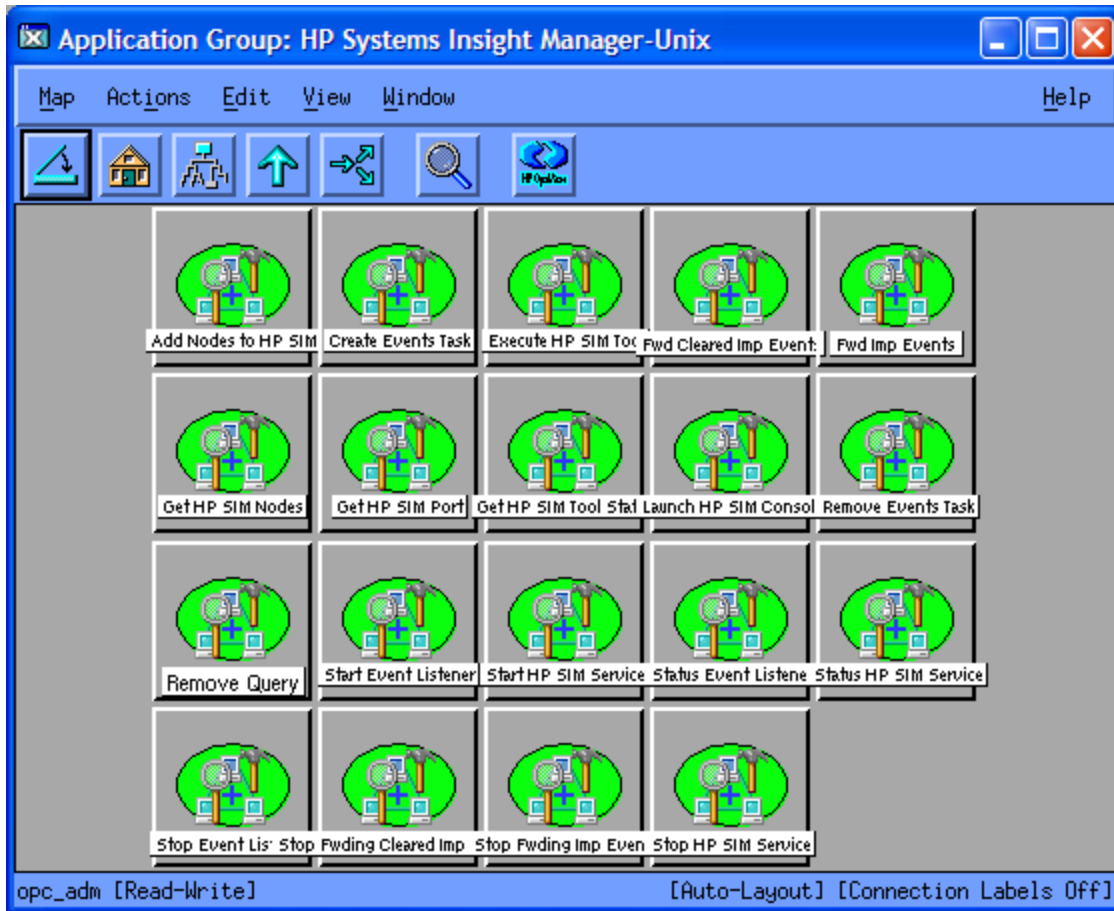 Application Group: HP Systems Insight Manager-Unix
Map Actions Edit View Window Help
HP OpenView
Add Nodes to HP SIM Create Events Task Execute HP SIM Too Fwd Cleared Imp Events Fwd Imp Events
Get HP SIM Nodes Get HP SIM Port Get HP SIM Tool Stat Launch HP SIM Consol Remove Events Task
Remove Query Start Event Listener Start HP SIM Service Status Event Listene Status HP SIM Service
Stop Event Lis Stop Fwding Cleared Imp Stop Fwding Imp Even Stop HP SIM Service
opc_adm [Read-Write] [Auto-Layout] [Connection Labels Off]